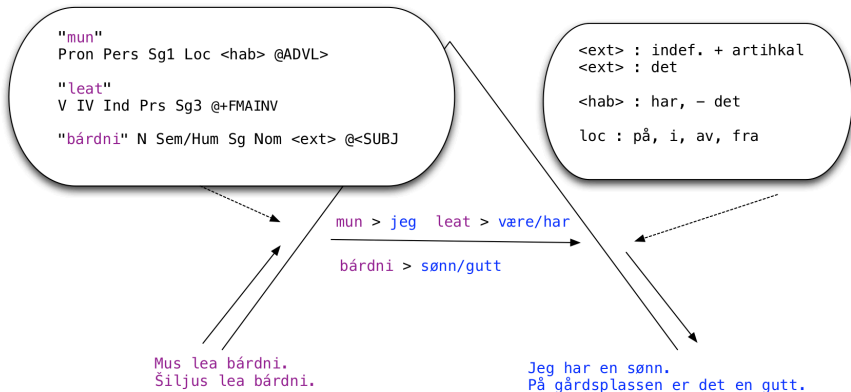 "mun"
Pron Pers Sg1 Loc <hab> @ADVL>
"leat"
V IV Ind Prs Sg3 @+FMAINV
"bárdni" N Sem/Hum Sg Nom <ext> @<SUBJ
<ext> : indef. + artihkal
<ext> : det
<hab> : har, – det
loc : på, i, av, fra
mun > jeg leat > være/har
bárdni > sønn/gutt
Mus lea bárdni.
Šiljus lea bárdni.
Jeg har en sønn.
På gårdsplassen er det en gutt.